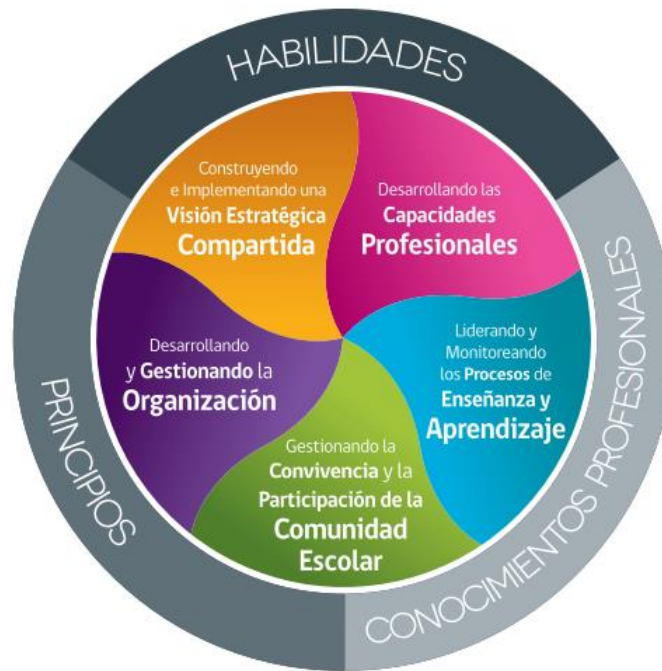 HABILIDADES
Construyendo
e Implementando una
Visión Estratégica
Compartida
Desarrollando las
Capacidades
Profesionales
Desarrollando
y Gestionando la
Organización
Liderando y
Monitoreando
los Procesos de
Enseñanza y
Aprendizaje
Gestionando la
Convivencia y la
Participación de la
Comunidad
Escolar
PRINCIPIOS
CONOCIMIENTOS PROFESIONALES